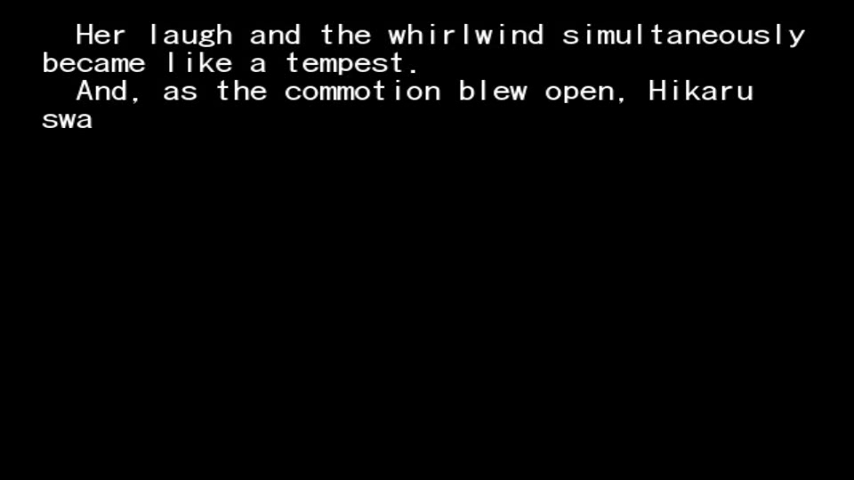 Her laugh and the whirlwind simultaneously
became like a tempest.
And, as the commotion blew open, Hikaru
swa